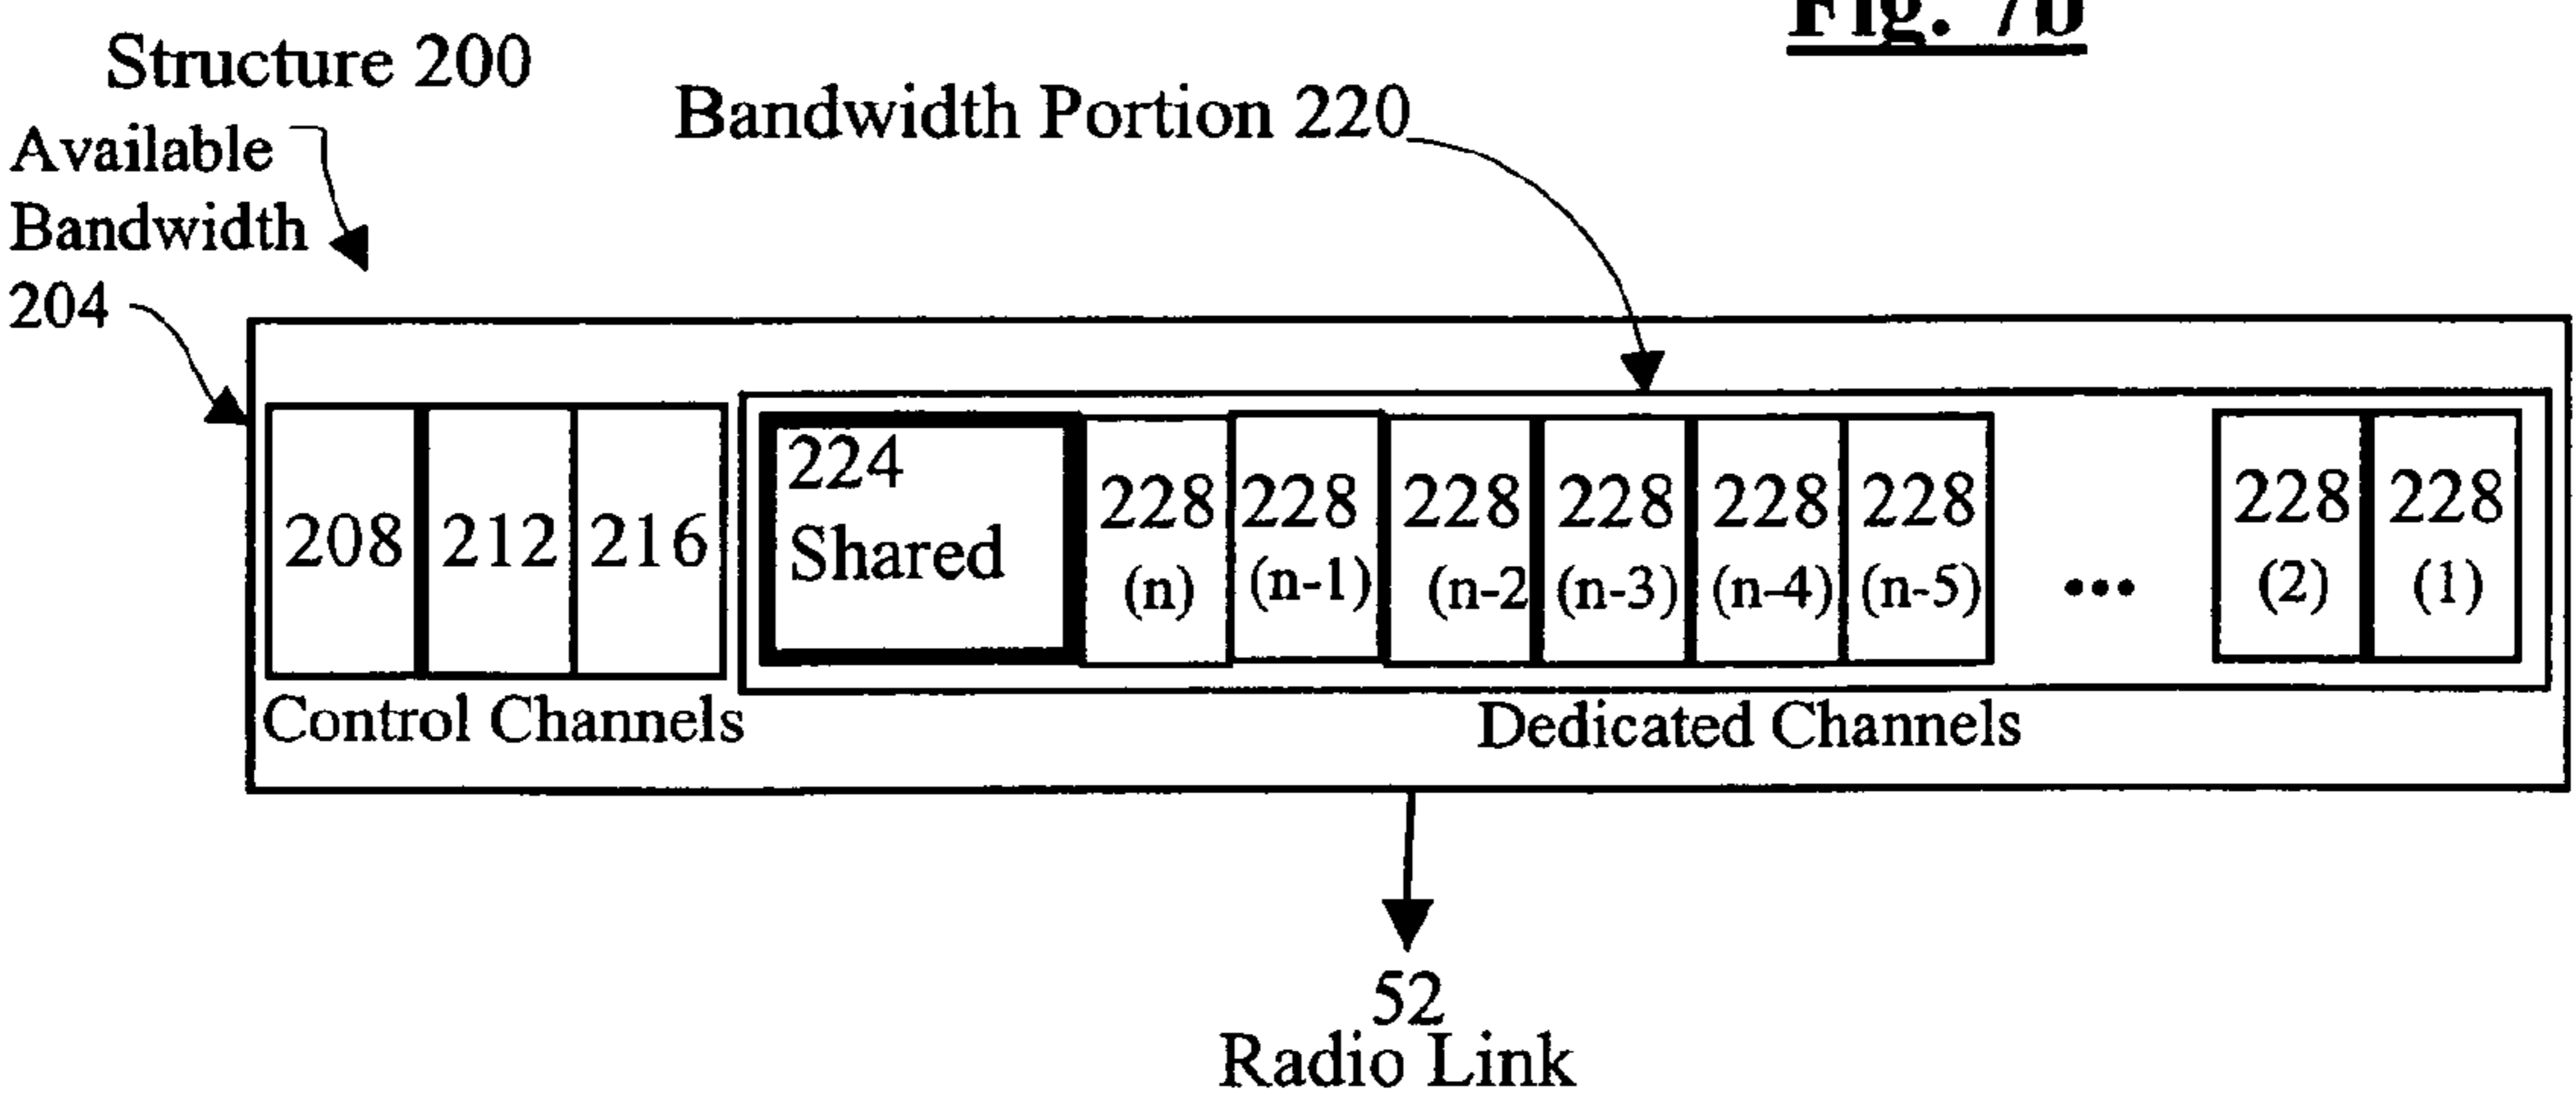 Fig. 7b
Structure 200
Bandwidth Portion 220
Available
Bandwidth
204
208 212 216
224
Shared
228 228 228 228 228 228 ... 228 228
(n) (n-1) (n-2 (n-3) (n-4) (n-5) (2) (1)
Control Channels
Dedicated Channels
52
Radio Link